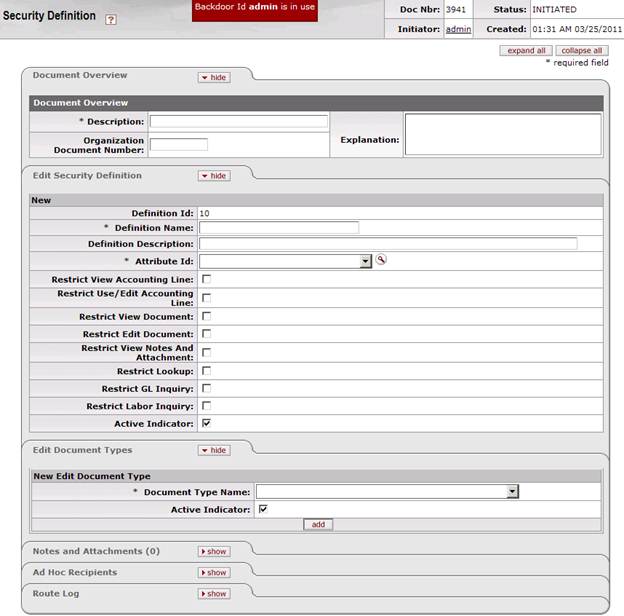 Security Definition ?
Backdoor Id admin is in use
Doc Nbr: 3941 Status: INITIATED
Initiator: admin Created: 01:31 AM 03/25/2011
expand all collapse all
* required field
Document Overview hide
Document Overview
* Description:
Organization
Document Number:
Explanation:
Edit Security Definition hide
New
Definition Id: 10
* Definition Name:
Definition Description:
* Attribute Id:
Restrict View Accounting Line:
Restrict Use/Edit Accounting
Line:
Restrict View Document:
Restrict Edit Document:
Restrict View Notes And
Attachment:
Restrict Lookup:
Restrict GL Inquiry:
Restrict Labor Inquiry:
Active Indicator:
Edit Document Types hide
New Edit Document Type
* Document Type Name:
Active Indicator:
add
Notes and Attachments (0) show
Ad Hoc Recipients show
Route Log show